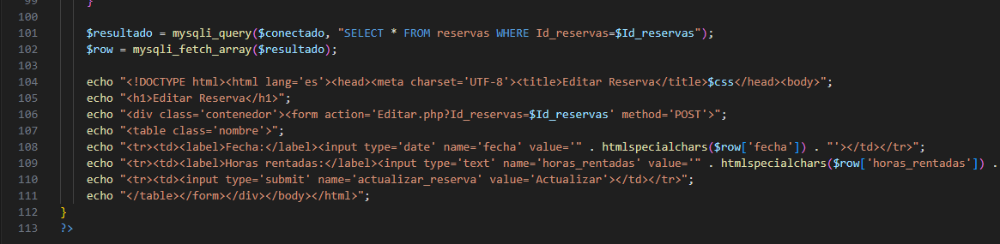 99 }
100
101 $resultado = mysqli_query($conectado, "SELECT * FROM reservas WHERE Id_reservas=$Id_reservas");
102 $row = mysqli_fetch_array($resultado);
103
104 echo "<!DOCTYPE html><html lang='es'><head><meta charset='UTF-8'><title>Editar Reserva</title>$css</head><body>";
105 echo "<h1>Editar Reserva</h1>";
106 echo "<div class='contenedor'><form action='Editar.php?Id_reservas=$Id_reservas' method='POST'>";
107 echo "<table class='nombre'>";
108 echo "<tr><td><label>Fecha:</label><input type='date' name='fecha' value='" . htmlspecialchars($row['fecha']) . "'></td></tr>";
109 echo "<tr><td><label>Horas rentadas:</label><input type='text' name='horas_rentadas' value='" . htmlspecialchars($row['horas_rentadas']) .
110 echo "<tr><td><input type='submit' name='actualizar_reserva' value='Actualizar'></td></tr>";
111 echo "</table></form></div></body></html>";
112 }
113 ?>